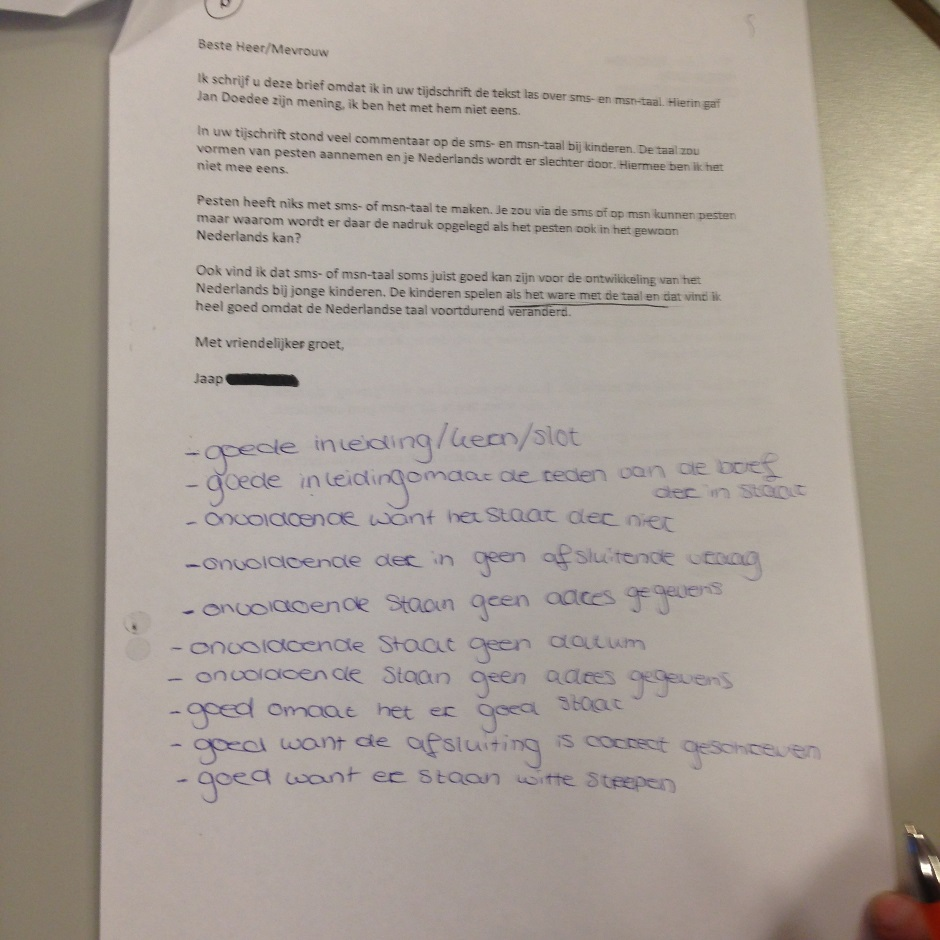 Beste Heer/Mevrouw
Ik schrijf u deze brief omdat ik in uw tijdschrift de tekst las over sms- en msn-taal. Hierin gaf
Jan Doedee zijn mening, ik ben het met hem niet eens.
In uw tijschrift stond veel commentaar op de sms- en msn-taal bij kinderen. De taal zou
vormen van pesten aannemen en je Nederlands wordt er slechter door. Hiermee ben ik het
niet mee eens.
Pesten heeft niks met sms- of msn-taal te maken. Je zou via de sms of op msn kunnen pesten
maar waarom wordt er daar de nadruk opgelegd als het pesten ook in het gewoon
Nederlands kan?
Ook vind ik dat sms- of msn-taal soms juist goed kan zijn voor de ontwikkeling van het
Nederlands bij jonge kinderen. De kinderen spelen als het ware met de taal en dat vind ik
heel goed omdat de Nederlandse taal voortdurend veranderd.
Met vriendelijker groet,
Jaap
- goede inleiding/kern/slot
- goede inleiding omdat de reden van de brief
der in staat
- onvoldoende want het staat der niet
- onvoldoende der in geen afsluitende vraag
- onvoldoende staan geen adres gegevens
- onvoldoende staat geen datum
- onvoldoende staan geen adres gegevens
- goed omdat het er goed staat
- goed want de afsluiting is correct geschreven
- goed want er staan witte strepen